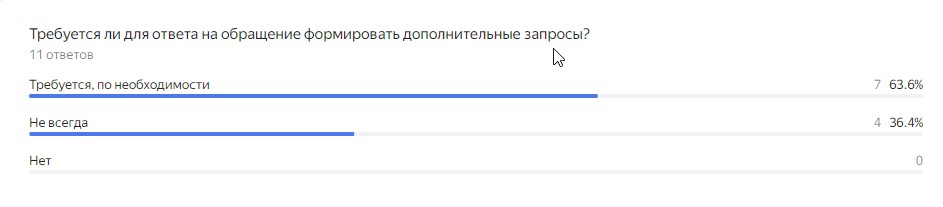 Требуется ли для ответа на обращение формировать дополнительные запросы?
11 ответов
Требуется, по необходимости 7 63.6%
Не всегда 4 36.4%
Нет 0